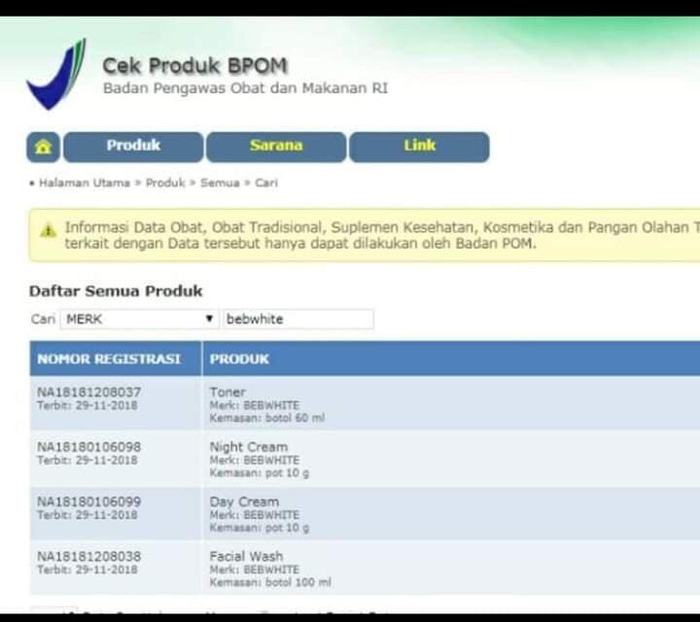 Cek Produk BPOM
Badan Pengawas Obat dan Makanan RI
Produk
Sarana
Link
• Halaman Utama » Produk » Semua » Cari
Informasi Data Obat, Obat Tradisional, Suplemen Kesehatan, Kosmetika dan Pangan Olahan T
terkait dengan Data tersebut hanya dapat dilakukan oleh Badan POM.
Daftar Semua Produk
Cari MERK bebwhite
NOMOR REGISTRASI PRODUK
NA18181208037 Toner
Terbit: 29-11-2018 Merk: BEBWHITE
Kemasan: botol 60 ml
NA18180106098 Night Cream
Terbit: 29-11-2018 Merk: BEBWHITE
Kemasan: pot 10 g
NA18180106099 Day Cream
Terbit: 29-11-2018 Merk: BEBWHITE
Kemasan: pot 10 g
NA18181208038 Facial Wash
Terbit: 29-11-2018 Merk: BEBWHITE
Kemasan: botol 100 ml